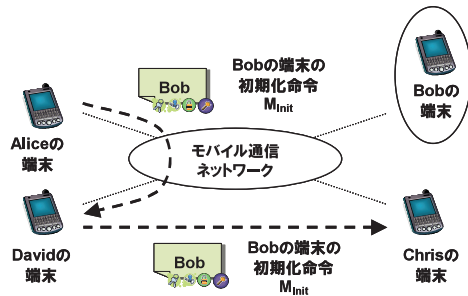 Bob
Bobの端末の
初期化命令
MInit
Bobの
端末
Aliceの
端末
モバイル通信
ネットワーク
Davidの
端末
Bob
Bobの端末の
初期化命令
MInit
Chrisの
端末